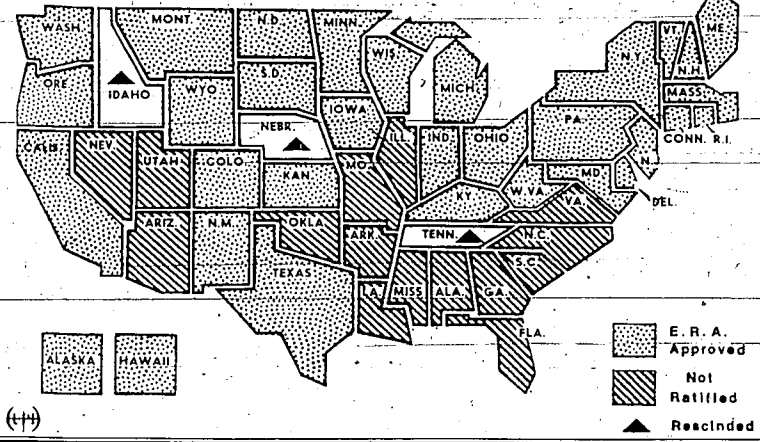 WASH.
MONT.
N.D.
MINN.
VT.
ME.
ORE.
IDAHO
WYO.
S.D.
WIS.
MICH.
N.Y.
N.H.
MASS.
CONN. R.I.
NEBR.
IOWA
ILL.
IND.
OHIO
PA.
N.J.
CALIF.
NEV.
UTAH
COLO.
KAN.
MO.
KY.
W.VA.
VA.
MD.
DEL.
ARIZ.
N.M.
OKLA.
ARK.
TENN.
N.C.
S.C.
TEXAS
LA.
MISS.
ALA.
GA.
FLA.
ALASKA
HAWAII
E.R.A.
Approved
Not
Ratified
Rescinded